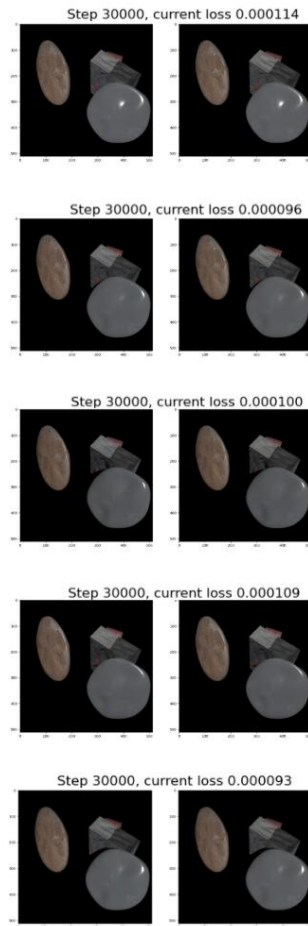 Step 30000, current loss 0.000114
Step 30000, current loss 0.000096
Step 30000, current loss 0.000100
Step 30000, current loss 0.000109
Step 30000, current loss 0.000093